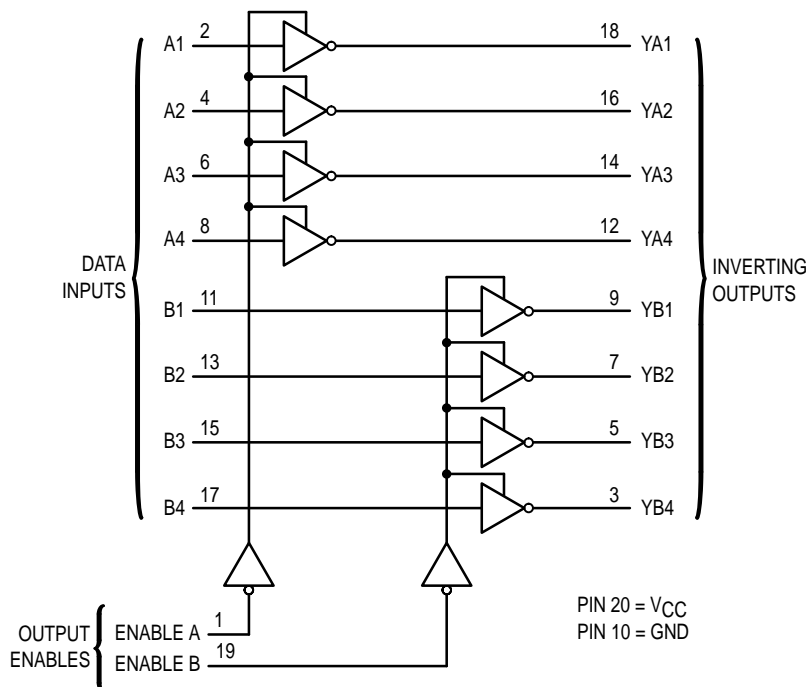 A1 2 18 YA1
A2 4 16 YA2
A3 6 14 YA3
A4 8 12 YA4
DATA
INPUTS
INVERTING
OUTPUTS
B1 11 9 YB1
B2 13 7 YB2
B3 15 5 YB3
B4 17 3 YB4
OUTPUT
ENABLES
ENABLE A 1
ENABLE B 19
PIN 20 = VCC
PIN 10 = GND